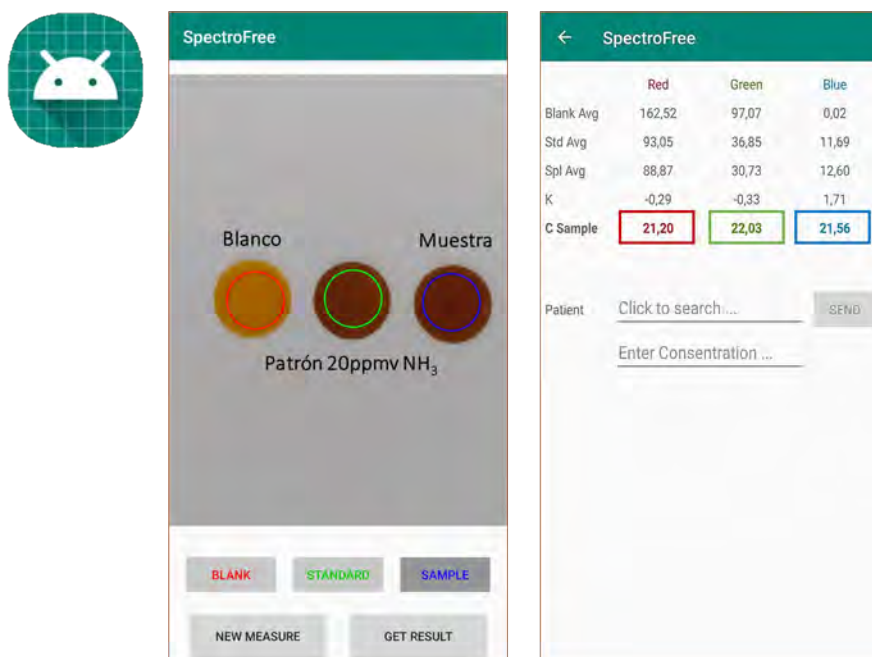 SpectroFree
Blanco
Muestra
Patrón 20ppmv NH₃
BLANK
STANDARD
SAMPLE
NEW MEASURE
GET RESULT
SpectroFree
Red Green Blue
Blank Avg 162,52 97,07 0,02
Std Avg 93,05 36,85 11,69
Spl Avg 88,87 30,73 12,60
K -0,29 -0,33 1,71
C Sample 21,20 22,03 21,56
Patient Click to search ... SEND
Enter Consentration ...